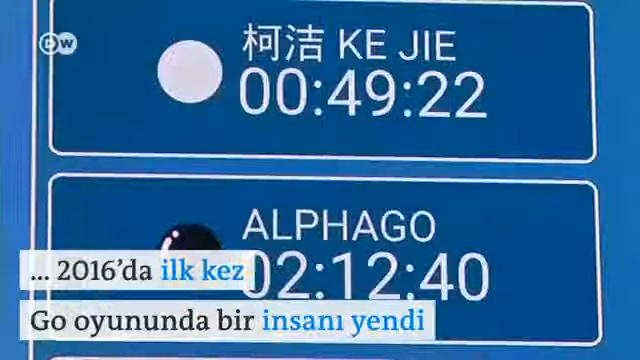 DW
柯洁 KE JIE
00:49:22
ALPHAGO
02:12:40
... 2016’da ilk kez
Go oyununda bir insanı yendi